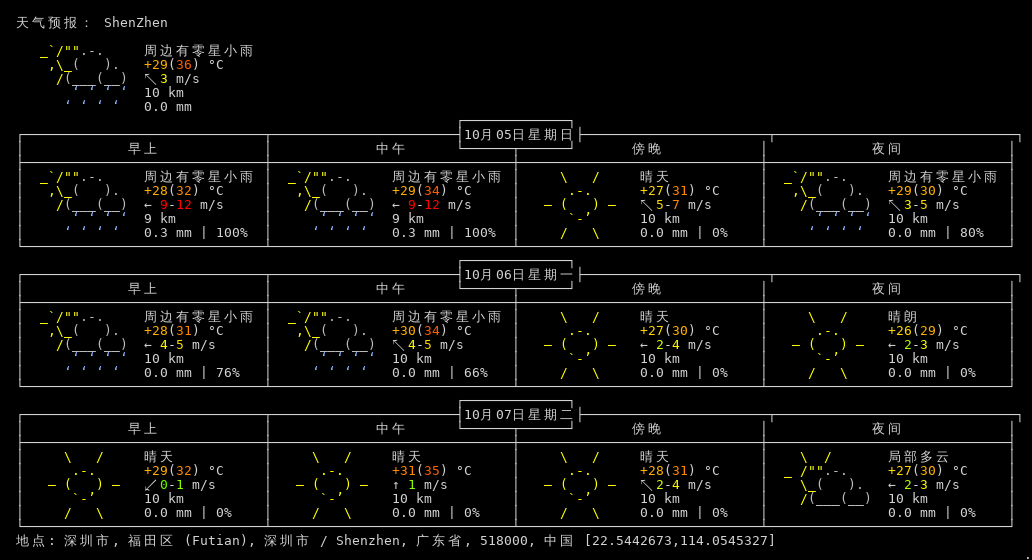 天气预报： ShenZhen
周边有零星小雨
+29(36) °C
↖3 m/s
10 km
0.0 mm
10月05日星期日
早上 中午 傍晚 夜间
周边有零星小雨 周边有零星小雨 晴天 周边有零星小雨
+28(32) °C +29(34) °C +27(31) °C +29(30) °C
← 9-12 m/s ← 9-12 m/s ↖5-7 m/s ↖3-5 m/s
9 km 9 km 10 km 10 km
0.3 mm | 100% 0.3 mm | 100% 0.0 mm | 0% 0.0 mm | 80%
10月06日星期一
早上 中午 傍晚 夜间
周边有零星小雨 周边有零星小雨 晴天 晴朗
+28(31) °C +30(34) °C +27(30) °C +26(29) °C
← 4-5 m/s ↖4-5 m/s ← 2-4 m/s ← 2-3 m/s
10 km 10 km 10 km 10 km
0.0 mm | 76% 0.0 mm | 66% 0.0 mm | 0% 0.0 mm | 0%
10月07日星期二
早上 中午 傍晚 夜间
晴天 晴天 晴天 局部多云
+29(32) °C +31(35) °C +28(31) °C +27(30) °C
↙0-1 m/s ↑ 1 m/s ↖2-4 m/s ← 2-3 m/s
10 km 10 km 10 km 10 km
0.0 mm | 0% 0.0 mm | 0% 0.0 mm | 0% 0.0 mm | 0%
地点: 深圳市, 福田区 (Futian), 深圳市 / Shenzhen, 广东省, 518000, 中国 [22.5442673,114.0545327]